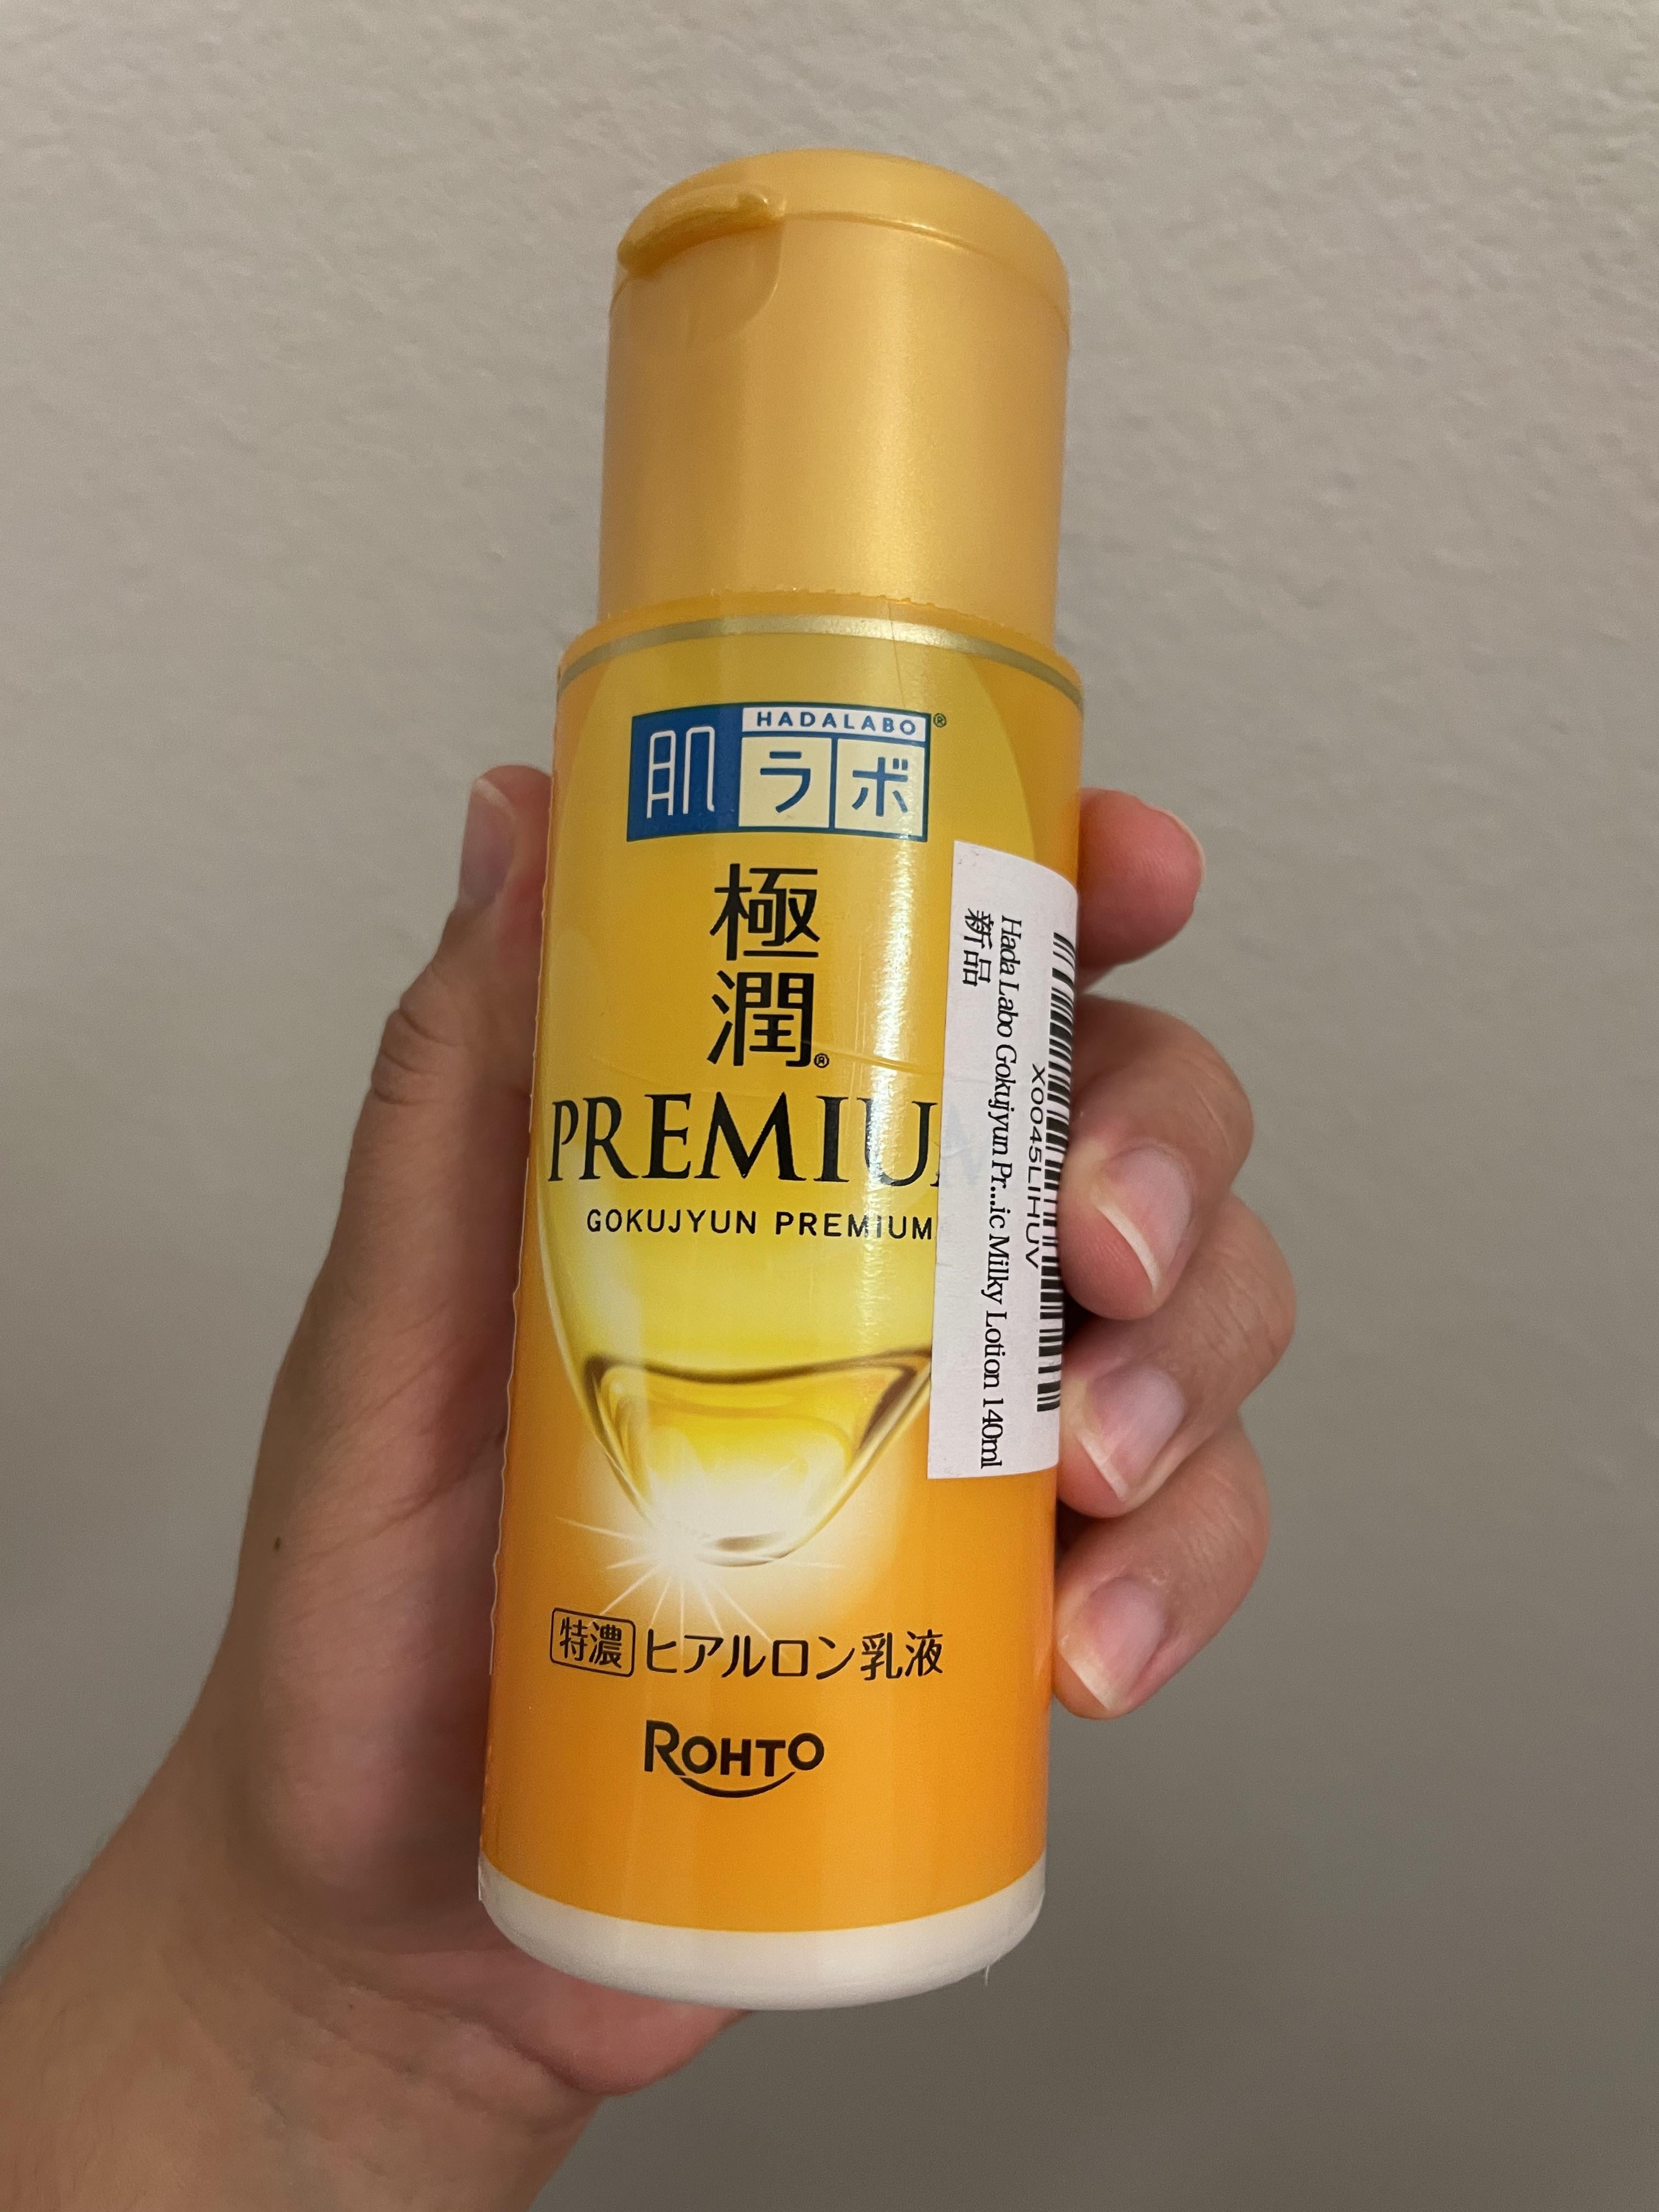 HADALABO®
肌ラボ
極
潤®
PREMIUM
GOKUJYUN PREMIUM
特濃 ヒアルロン乳液
ROHTO
X0045LIHUV
Hada Labo Gokujyun Pr...ic Milky Lotion 140ml
新品